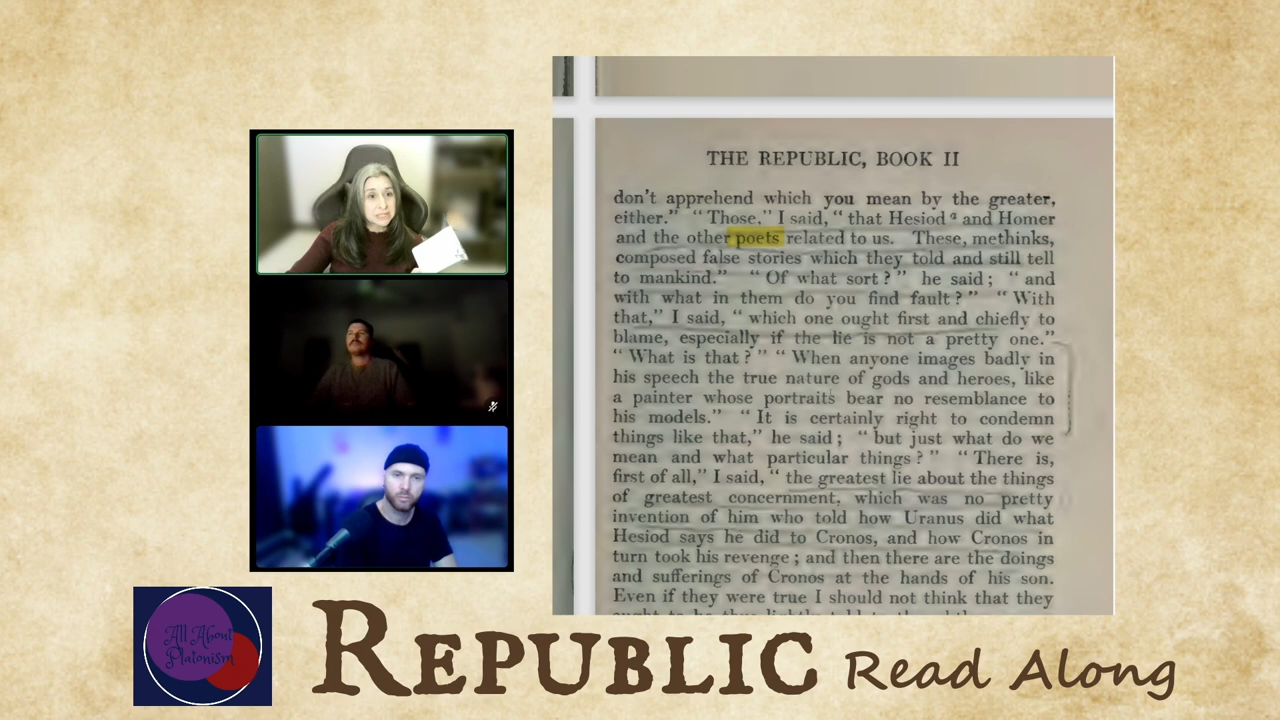 THE REPUBLIC, BOOK II
don't apprehend which you mean by the greater,
either.” “ Those.” I said, “ that Hesiod ᵃ and Homer
and the other poets related to us. These, methinks,
composed false stories which they told and still tell
to mankind.” “ Of what sort ? ” he said ; “ and
with what in them do you find fault ? ” “ With
that,” I said, “ which one ought first and chiefly to
blame, especially if the lie is not a pretty one.”
“ What is that ? ” “ When anyone images badly in
his speech the true nature of gods and heroes, like
a painter whose portraits bear no resemblance to
his models.” “ It is certainly right to condemn
things like that,” he said ; “ but just what do we
mean and what particular things ? ” “ There is,
first of all,” I said, “ the greatest lie about the things
of greatest concernment, which was no pretty
invention of him who told how Uranus did what
Hesiod says he did to Cronos, and how Cronos in
turn took his revenge ; and then there are the doings
and sufferings of Cronos at the hands of his son.
Even if they were true I should not think that they
All About
Platonism
REPUBLIC Read Along